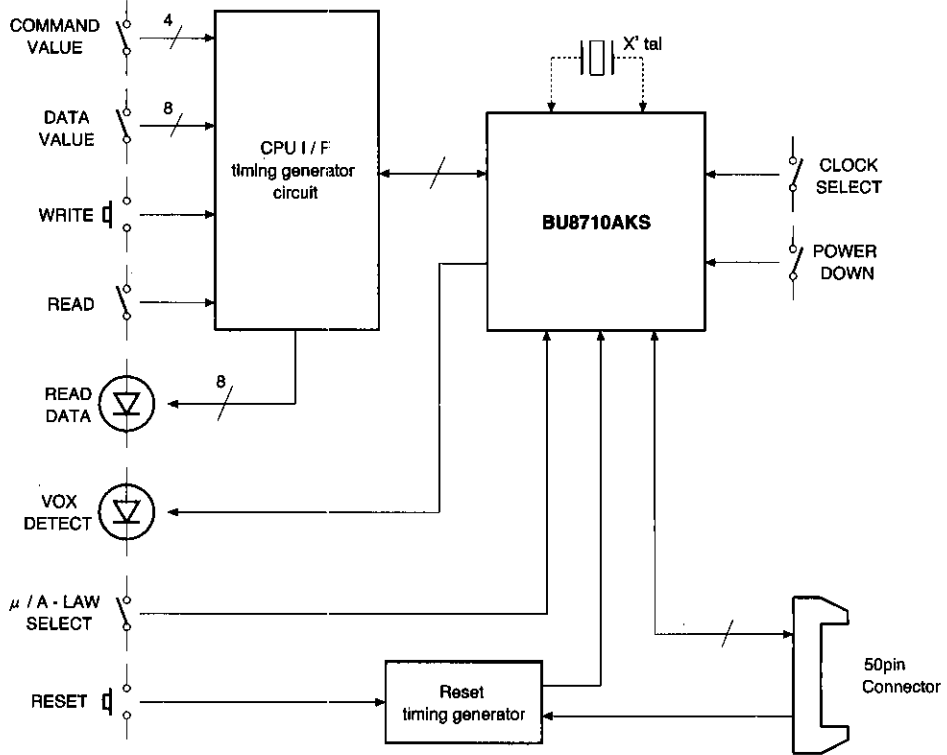 COMMAND
VALUE
4
X' tal
DATA
VALUE
8
CPU I / F
timing generator
circuit
CLOCK
SELECT
BU8710AKS
WRITE
POWER
DOWN
READ
READ
DATA
8
VOX
DETECT
μ / A - LAW
SELECT
50pin
Connector
RESET
Reset
timing generator